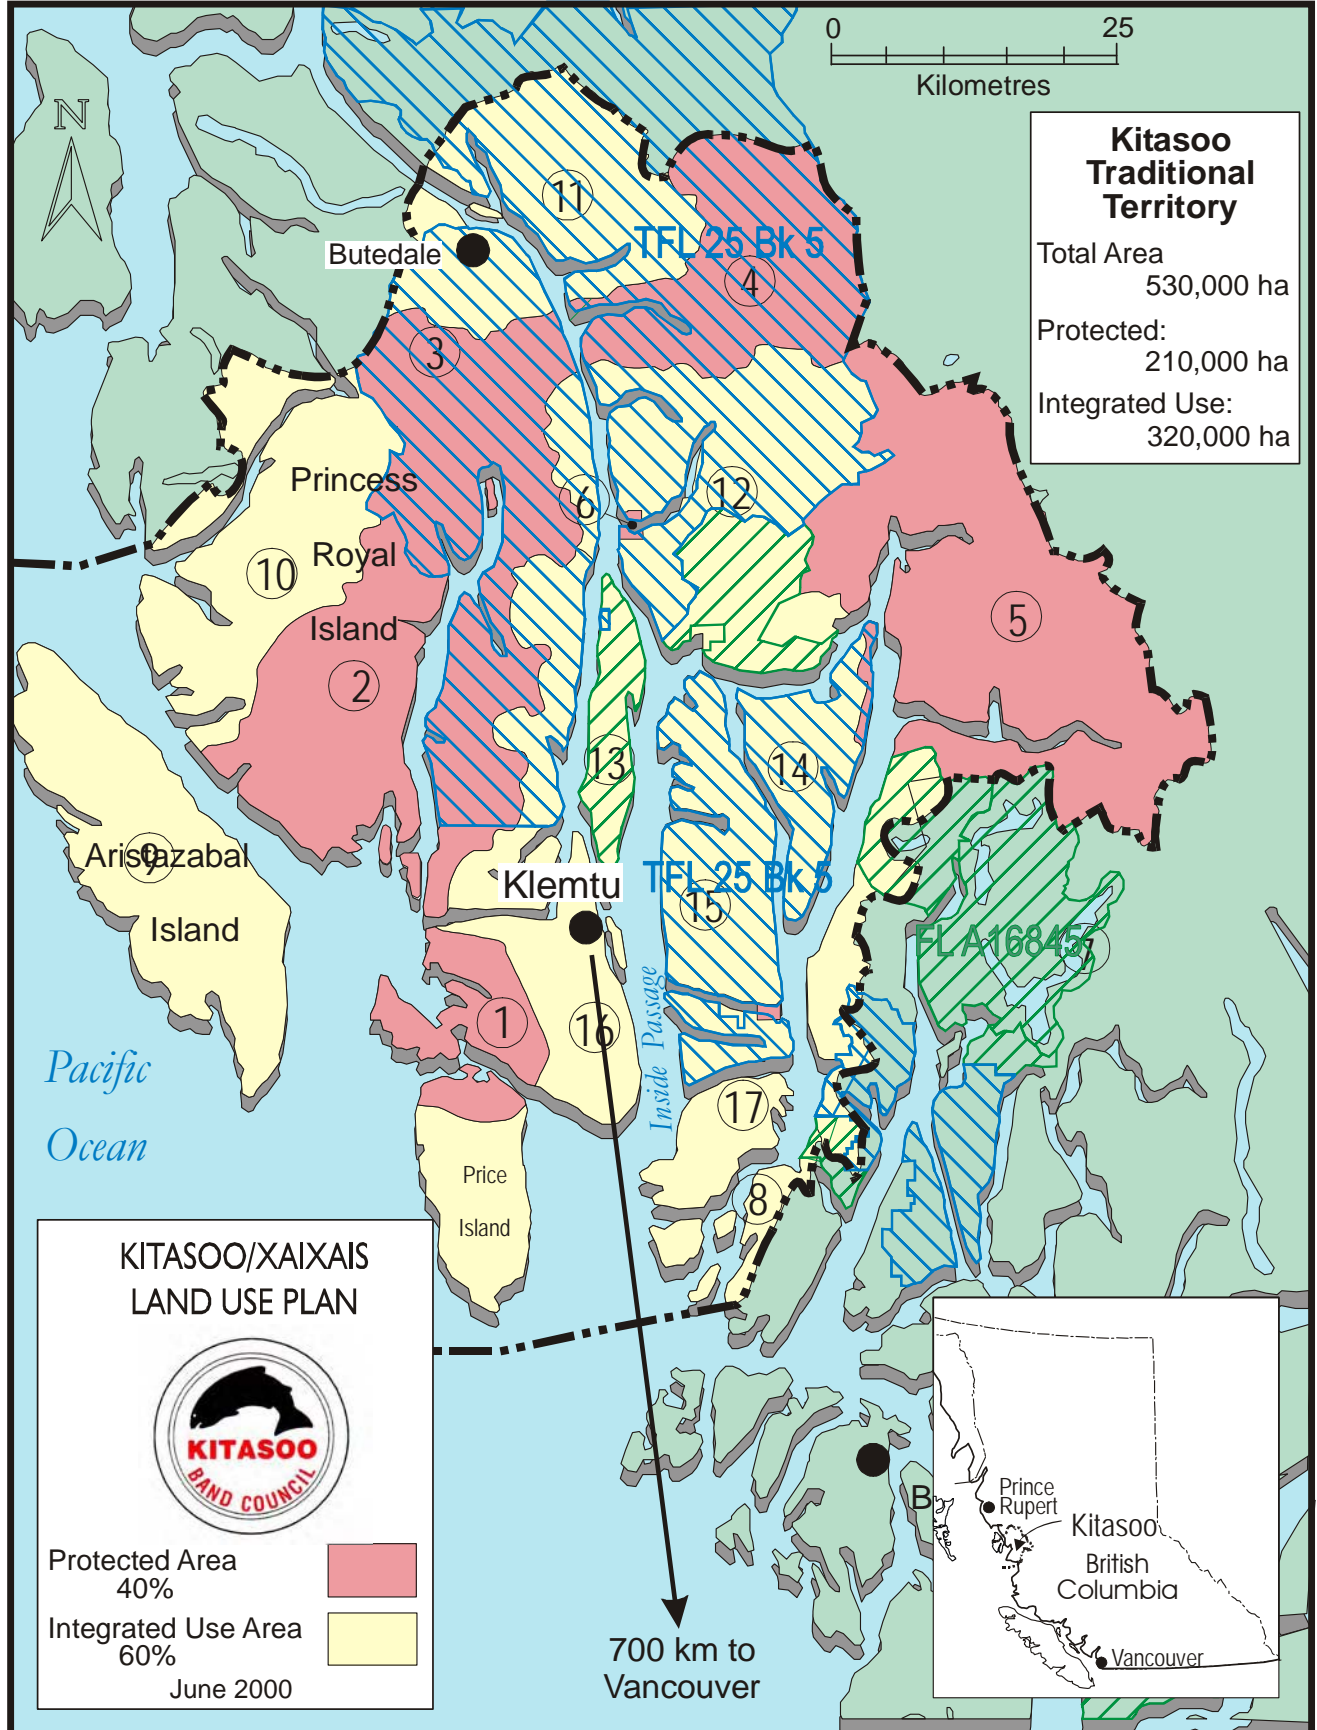 0 25
Kilometres
N
Kitasoo
Traditional
Territory
Total Area
530,000 ha
Protected:
210,000 ha
Integrated Use:
320,000 ha
11
TFL 25 Bk 5
Butedale
4
3
Princess
6
12
Royal
10
5
Island
2
13
14
Aristazabal
9
Klemtu
TFL 25 Bk 5
15
Island
FL A16845
7
1
16
Inside Passage
Pacific
Ocean
17
Price
8
Island
KITASOO/XAIXAIS
LAND USE PLAN
KITASOO
BAND COUNCIL
Protected Area
40%
Integrated Use Area
60%
June 2000
700 km to
Vancouver
B
Prince
Rupert
Kitasoo
British
Columbia
Vancouver